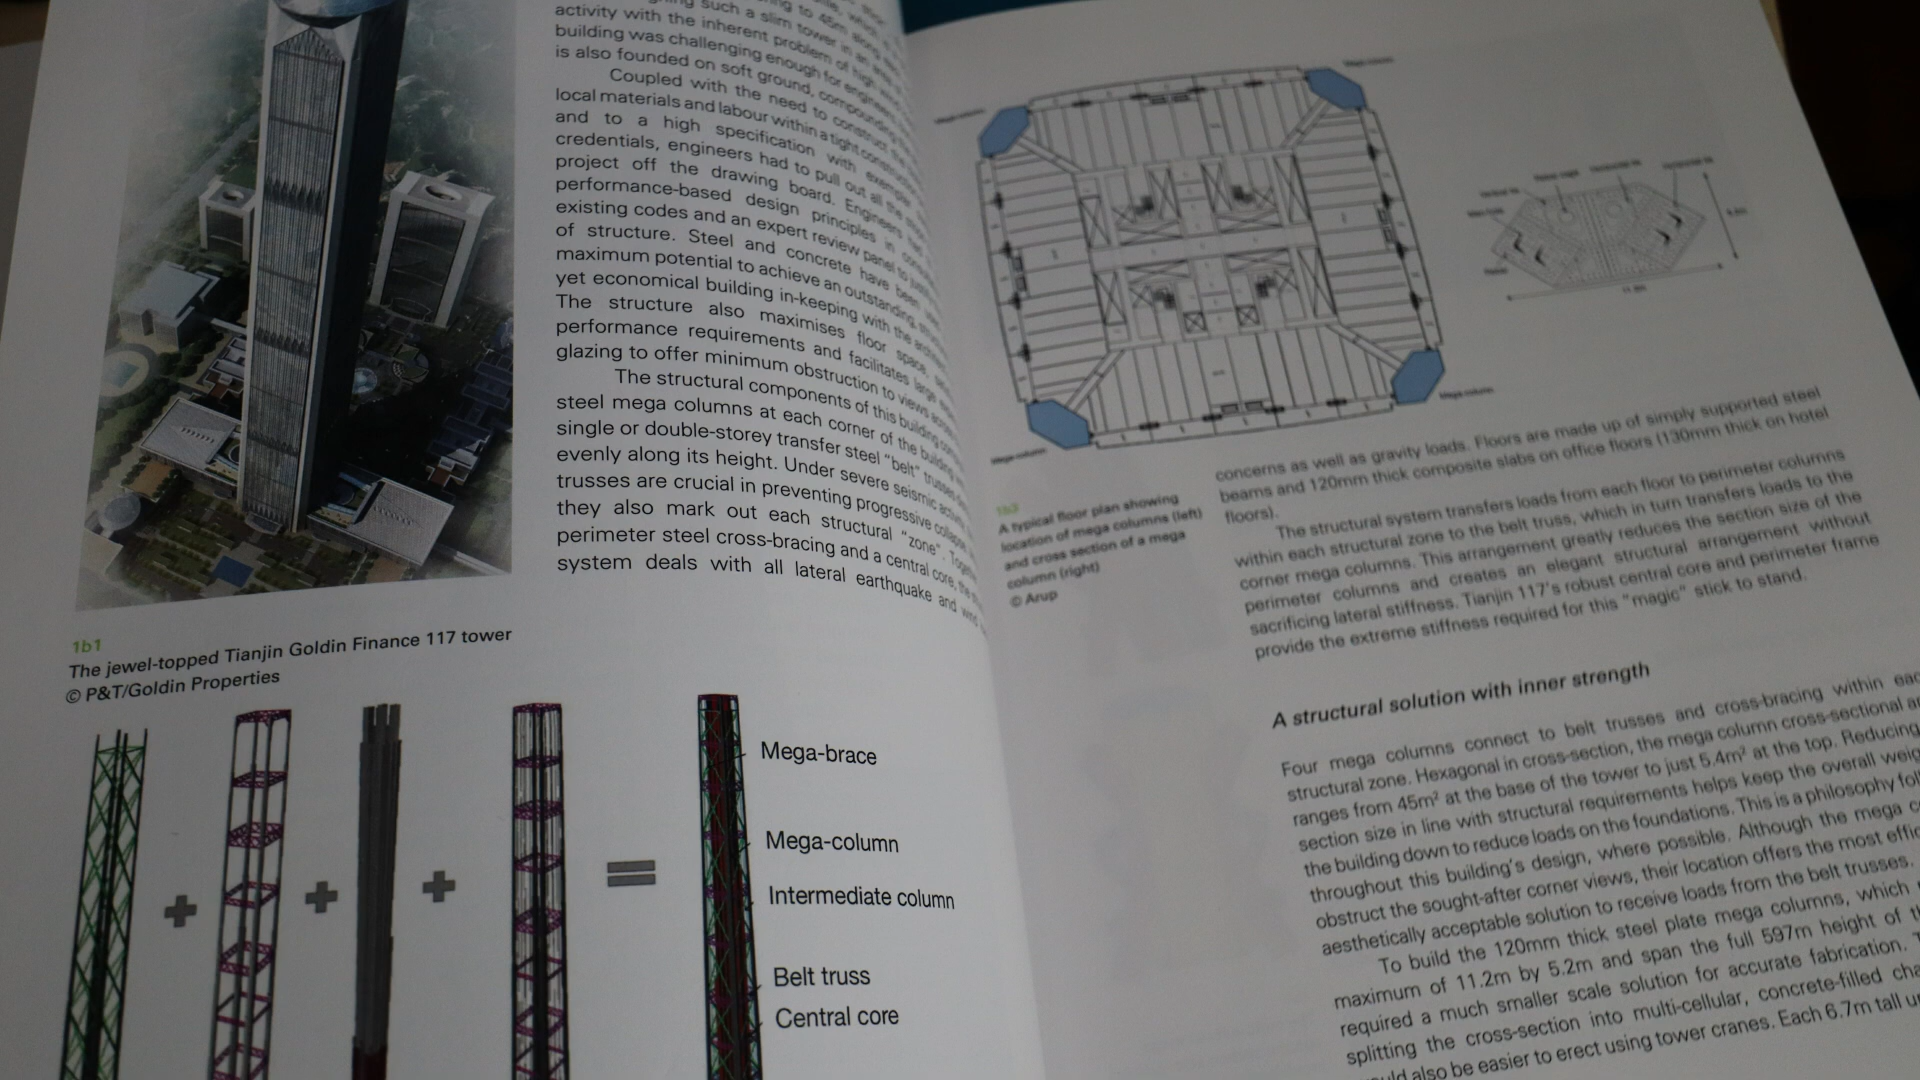 such a slim tower in an
activity with the inherent problem of high
building was challenging enough for
is also founded on soft ground, compounding
Coupled with the need to construct
local materials and labour within a tight construction
and to a high specification with
credentials, engineers had to pull out all the
project off the drawing board. Engineers
performance-based design principles in
existing codes and an expert review panel to
of structure. Steel and concrete have been
maximum potential to achieve an outstanding,
yet economical building in-keeping with the
The structure also maximises floor space,
performance requirements and facilitates large
glazing to offer minimum obstruction to views
The structural components of this building
steel mega columns at each corner of the building
single or double-storey transfer steel "belt" trusses
evenly along its height. Under severe seismic
trusses are crucial in preventing progressive collapse
they also mark out each structural "zone".
perimeter steel cross-bracing and a central core, the
system deals with all lateral earthquake and wind
1b1
The jewel-topped Tianjin Goldin Finance 117 tower
© P&T/Goldin Properties
Mega-brace
Mega-column
Intermediate column
Belt truss
Central core
Mega column
A typical floor plan showing
location of mega columns (left)
and cross section of a mega
column (right)
© Arup
concerns as well as gravity loads. Floors are made up of simply supported steel
beams and 120mm thick composite slabs on office floors (130mm thick on hotel
floors).
The structural system transfers loads from each floor to perimeter columns
within each structural zone to the belt truss, which in turn transfers loads to the
corner mega columns. This arrangement greatly reduces the section size of the
perimeter columns and creates an elegant structural arrangement without
sacrificing lateral stiffness. Tianjin 117's robust central core and perimeter frame
provide the extreme stiffness required for this "magic" stick to stand.
A structural solution with inner strength
Four mega columns connect to belt trusses and cross-bracing within
structural zone. Hexagonal in cross-section, the mega column cross-sectional
ranges from 45m² at the base of the tower to just 5.4m² at the top. Reducing
section size in line with structural requirements helps keep the overall
the building down to reduce loads on the foundations. This is a philosophy
throughout this building's design, where possible. Although the mega
obstruct the sought-after corner views, their location offers the most
aesthetically acceptable solution to receive loads from the belt trusses.
To build the 120mm thick steel plate mega columns, which
maximum of 11.2m by 5.2m and span the full 597m height of
required a much smaller scale solution for accurate fabrication.
splitting the cross-section into multi-cellular, concrete-filled
also be easier to erect using tower cranes. Each 6.7m tall